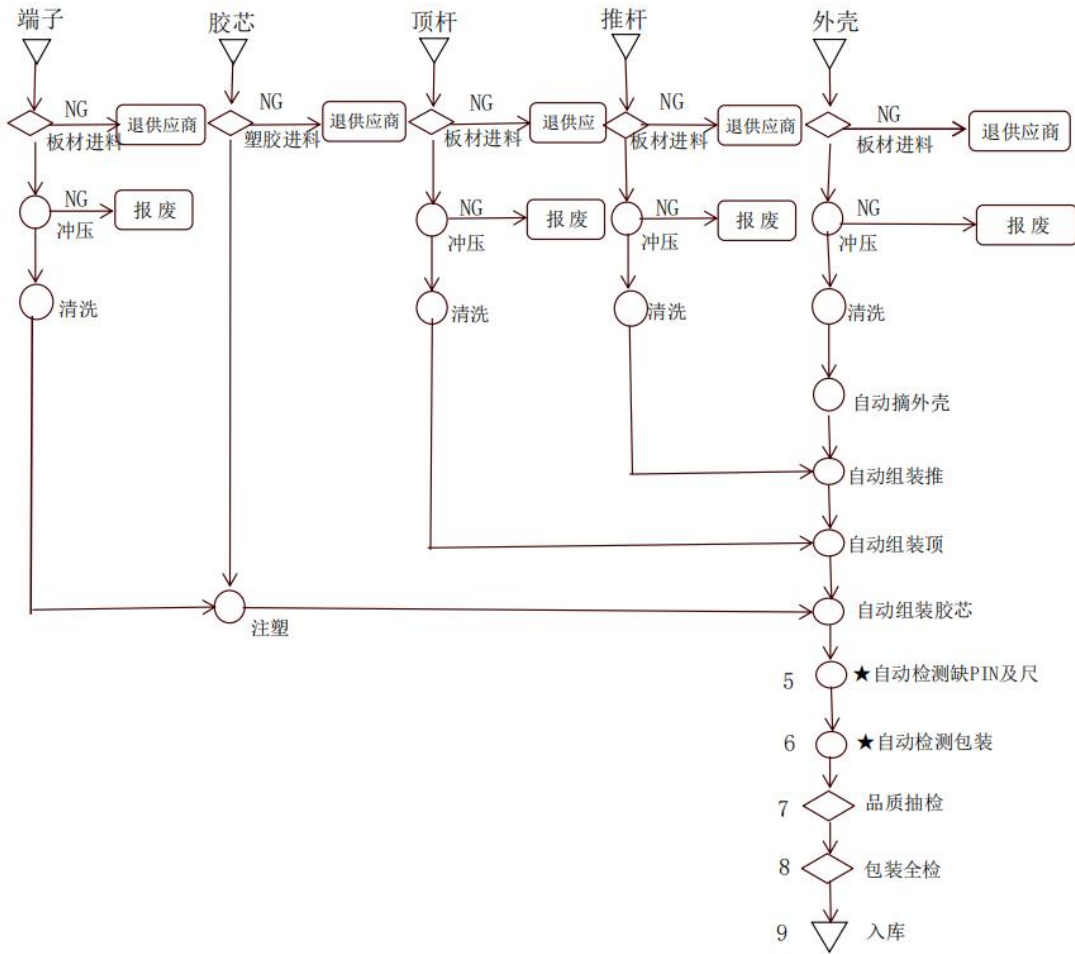 端子
胶芯
顶杆
推杆
外壳
NG
退供应商
板材进料
NG
退供应商
塑胶进料
NG
退供应
板材进料
NG
退供应商
板材进料
NG
退供应商
板材进料
NG
报废
冲压
NG
报废
冲压
NG
报废
冲压
NG
报废
冲压
清洗
清洗
清洗
清洗
自动摘外壳
自动组装推
自动组装顶
注塑
自动组装胶芯
5 ★自动检测缺PIN及尺
6 ★自动检测包装
7 品质抽检
8 包装全检
9 入库